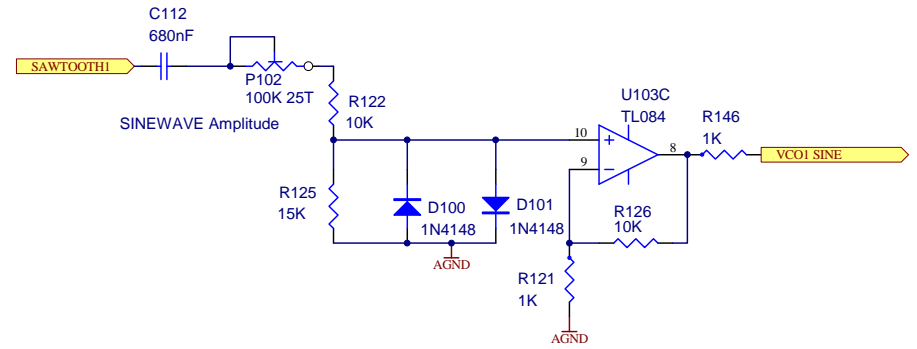 C112
680nF
SAWTOOTH1
P102
100K 25T
SINEWAVE Amplitude
R122
10K
R125
15K
D100
1N4148
D101
1N4148
AGND
U103C
TL084
10
9
8
R146
1K
VCO1 SINE
R126
10K
R121
1K
AGND